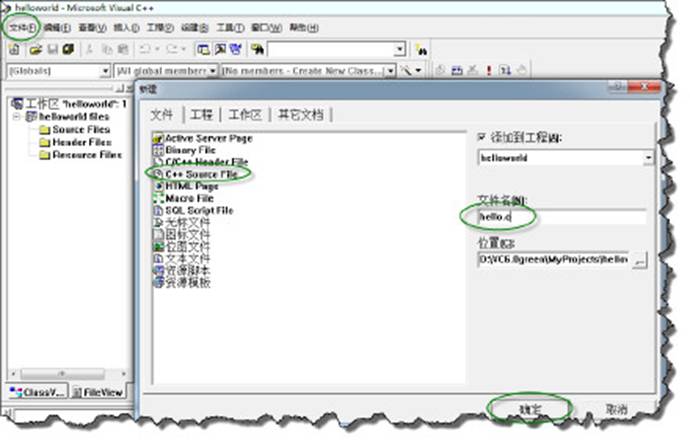 helloworld - Microsoft Visual C++
文件(F) 编辑(E) 查看(V) 插入(I) 工程(P) 组建(B) 工具(T) 窗口(W) 帮助(H)
(Globals) (All global members (No members - Create New Class...
工作区 "helloworld": 1
helloworld files
Source Files
Header Files
Resource Files
ClassV... FileView
新建
文件 工程 工作区 其它文档
Active Server Page
Binary File
C/C++ Header File
C++ Source File
HTML Page
Macro File
SQL Script File
光标文件
图标文件
位图文件
文本文件
资源脚本
资源模板
添加到工程(A):
helloworld
文件名(N):
hello.c
位置(C):
D:\VC6.0green\MyProjects\hellow
...
确定 取消